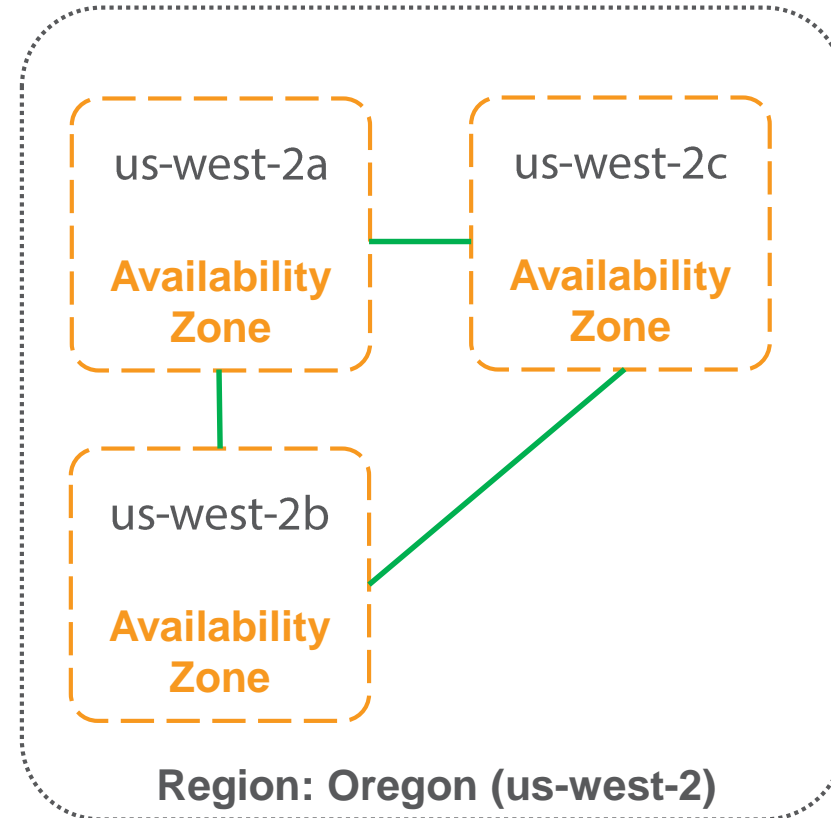 us-west-2a
Availability
Zone
us-west-2c
Availability
Zone
us-west-2b
Availability
Zone
Region: Oregon (us-west-2)